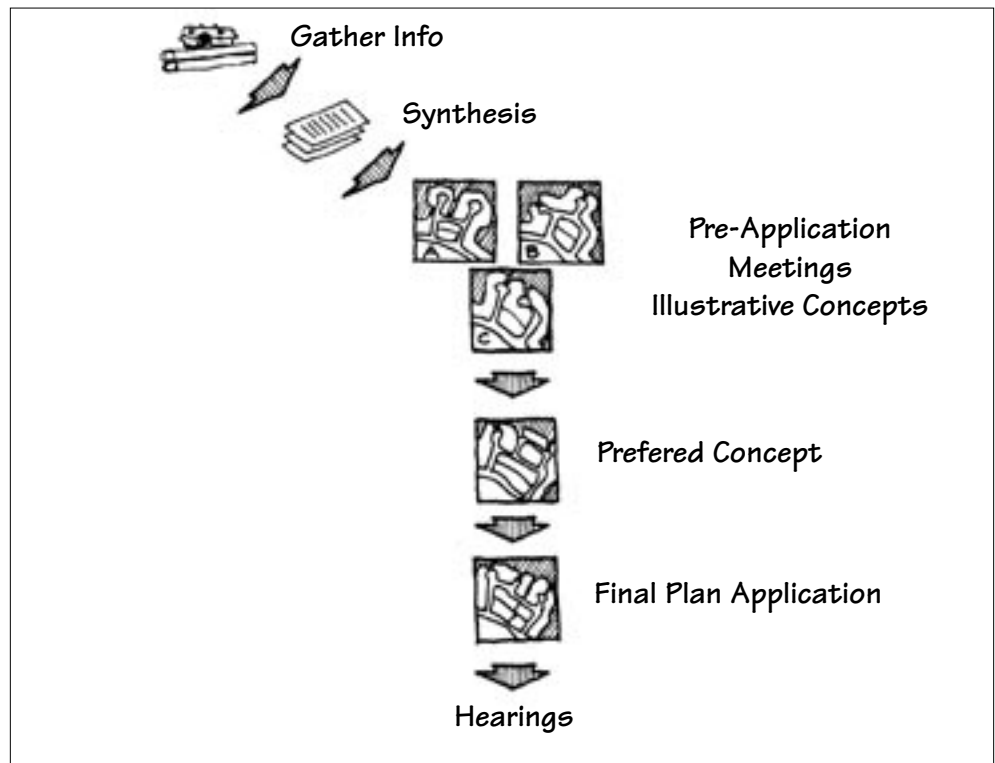 Gather Info
Synthesis
A
B
C
Pre-Application
Meetings
Illustrative Concepts
Prefered Concept
Final Plan Application
Hearings